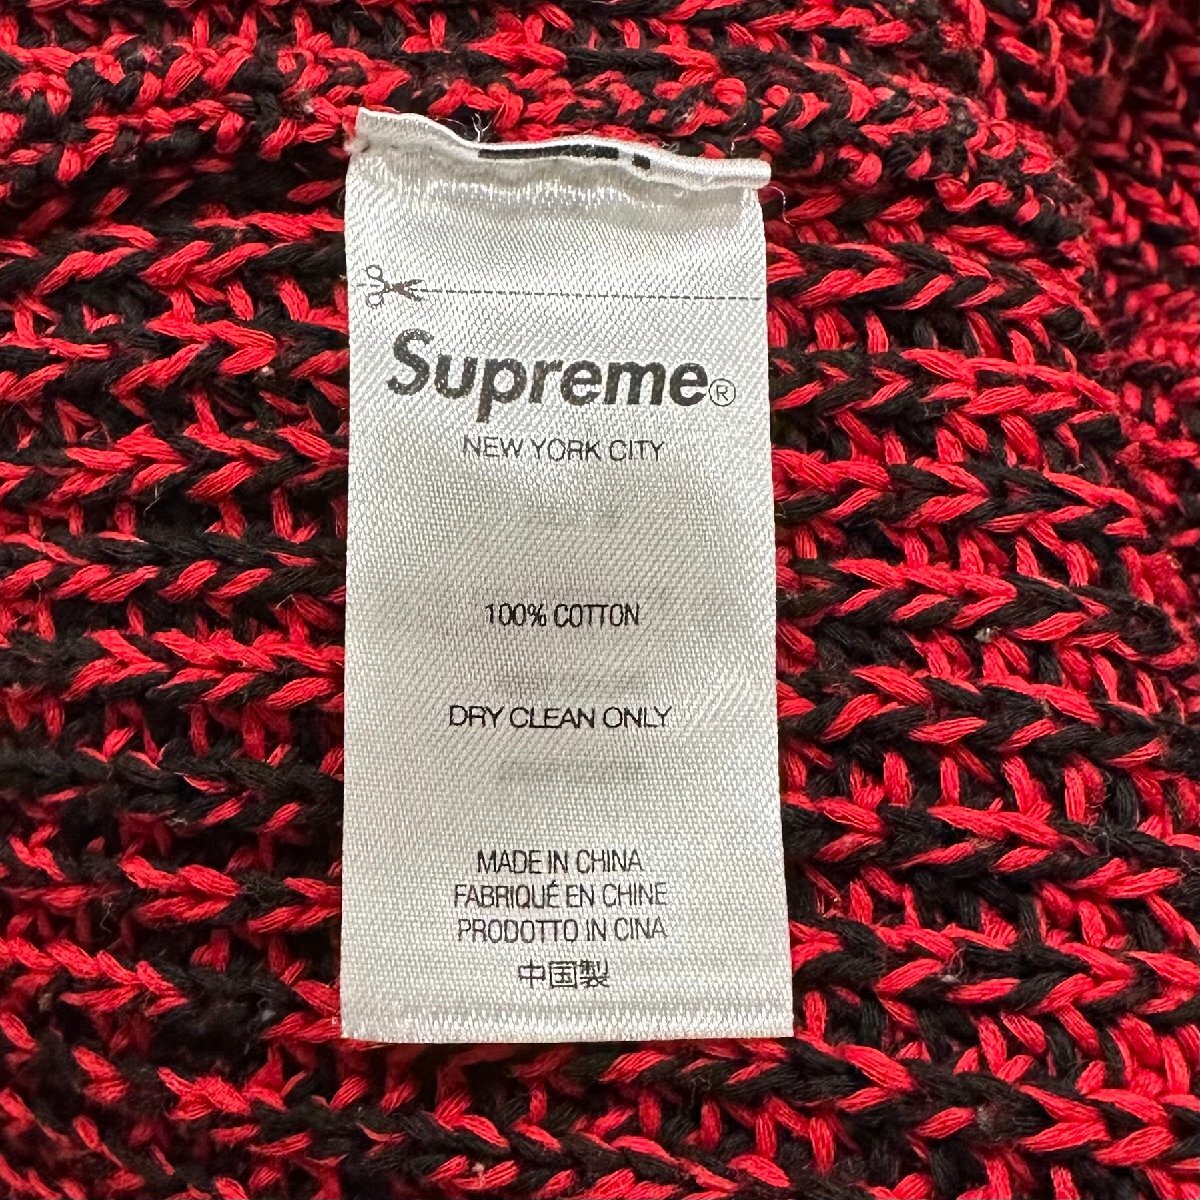 Supreme®
NEW YORK CITY
100% COTTON
DRY CLEAN ONLY
MADE IN CHINA
FABRIQUÉ EN CHINE
PRODOTTO IN CINA
中国製